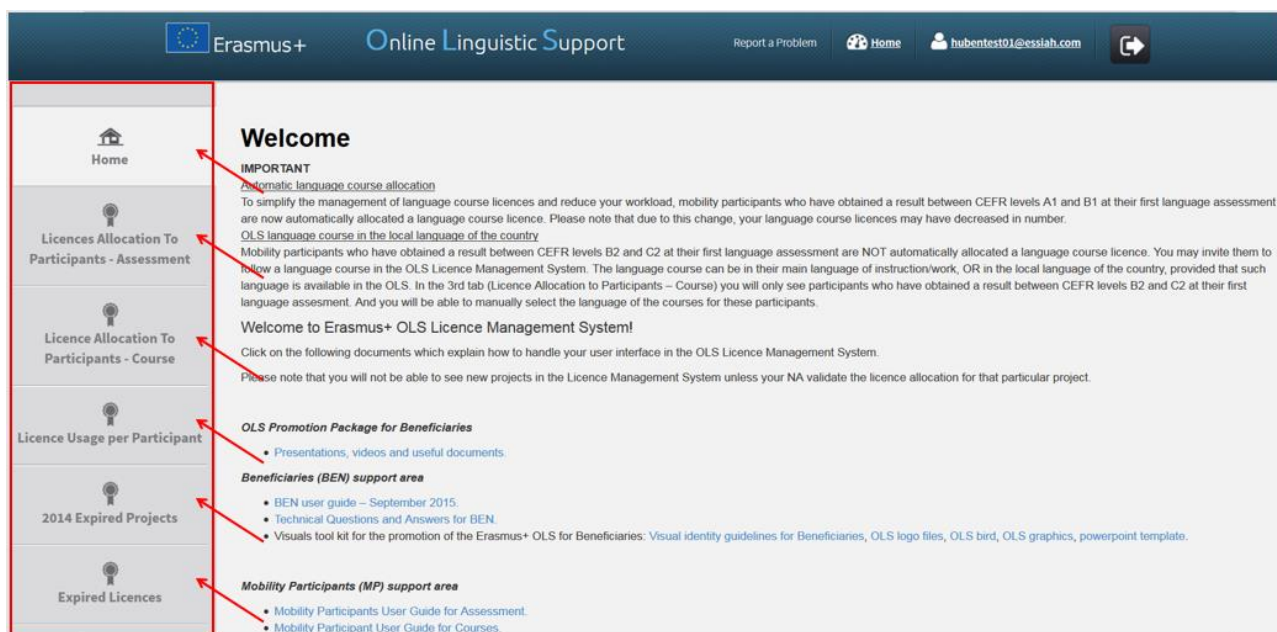 Erasmus+
Online Linguistic Support
Report a Problem
Home
hubentest01@essiah.com
Home
Licences Allocation To
Participants - Assessment
Licence Allocation To
Participants - Course
Licence Usage per Participant
2014 Expired Projects
Expired Licences
Welcome
IMPORTANT
Automatic language course allocation
To simplify the management of language course licences and reduce your workload, mobility participants who have obtained a result between CEFR levels A1 and B1 at their first language assessment
are now automatically allocated a language course licence. Please note that due to this change, your language course licences may have decreased in number.
OLS language course in the local language of the country
Mobility participants who have obtained a result between CEFR levels B2 and C2 at their first language assessment are NOT automatically allocated a language course licence. You may invite them to
follow a language course in the OLS Licence Management System. The language course can be in their main language of instruction/work, OR in the local language of the country, provided that such
language is available in the OLS. In the 3rd tab (Licence Allocation to Participants – Course) you will only see participants who have obtained a result between CEFR levels B2 and C2 at their first
language assesment. And you will be able to manually select the language of the courses for these participants.
Welcome to Erasmus+ OLS Licence Management System!
Click on the following documents which explain how to handle your user interface in the OLS Licence Management System.
Please note that you will not be able to see new projects in the Licence Management System unless your NA validate the licence allocation for that particular project.
OLS Promotion Package for Beneficiaries
• Presentations, videos and useful documents.
Beneficiaries (BEN) support area
• BEN user guide – September 2015.
• Technical Questions and Answers for BEN.
• Visuals tool kit for the promotion of the Erasmus+ OLS for Beneficiaries: Visual identity guidelines for Beneficiaries, OLS logo files, OLS bird, OLS graphics, powerpoint template.
Mobility Participants (MP) support area
• Mobility Participants User Guide for Assessment.
• Mobility Participant User Guide for Courses.